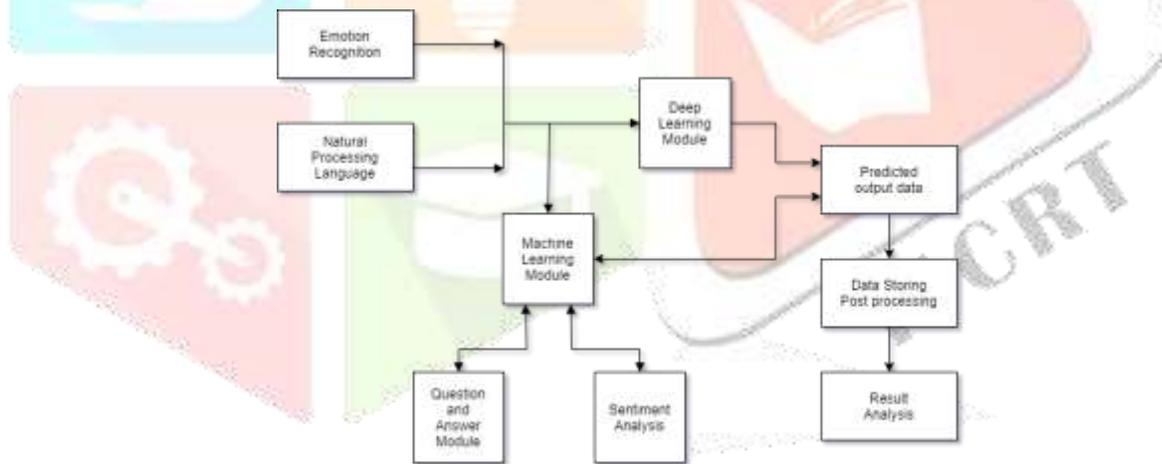 Emotion
Recognition
Natural
Processing
Language
Deep
Learning
Module
Predicted
output data
Machine
Learning
Module
Data Storing
Post processing
Question
and
Answer
Module
Sentiment
Analysis
Result
Analysis